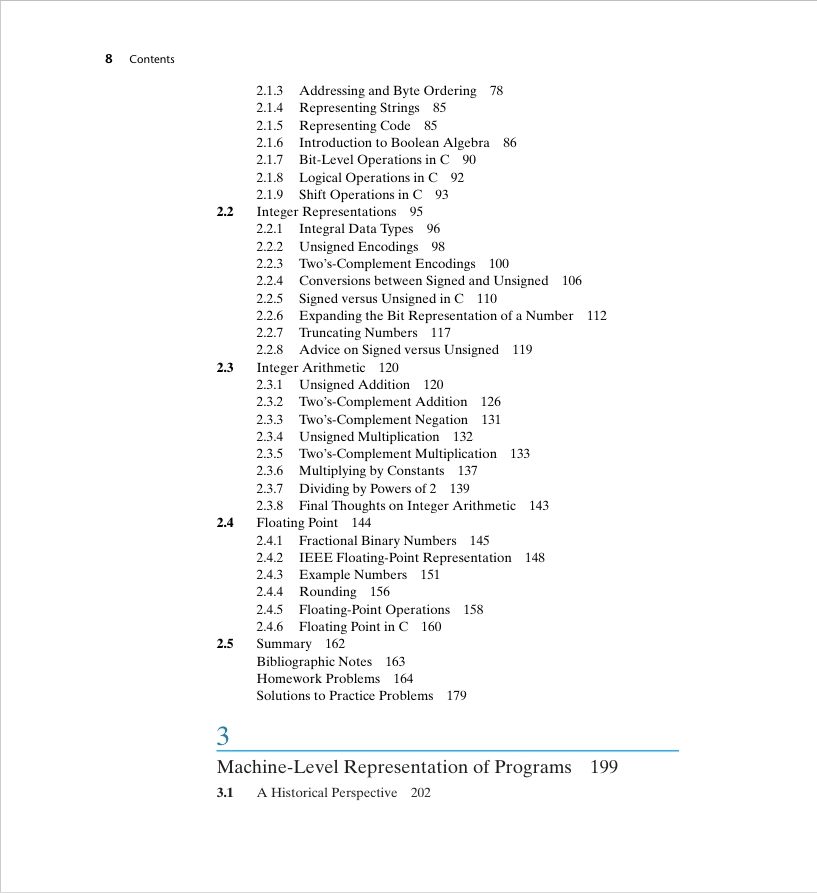 8 Contents
2.1.3 Addressing and Byte Ordering 78
2.1.4 Representing Strings 85
2.1.5 Representing Code 85
2.1.6 Introduction to Boolean Algebra 86
2.1.7 Bit-Level Operations in C 90
2.1.8 Logical Operations in C 92
2.1.9 Shift Operations in C 93
2.2 Integer Representations 95
2.2.1 Integral Data Types 96
2.2.2 Unsigned Encodings 98
2.2.3 Two’s-Complement Encodings 100
2.2.4 Conversions between Signed and Unsigned 106
2.2.5 Signed versus Unsigned in C 110
2.2.6 Expanding the Bit Representation of a Number 112
2.2.7 Truncating Numbers 117
2.2.8 Advice on Signed versus Unsigned 119
2.3 Integer Arithmetic 120
2.3.1 Unsigned Addition 120
2.3.2 Two’s-Complement Addition 126
2.3.3 Two’s-Complement Negation 131
2.3.4 Unsigned Multiplication 132
2.3.5 Two’s-Complement Multiplication 133
2.3.6 Multiplying by Constants 137
2.3.7 Dividing by Powers of 2 139
2.3.8 Final Thoughts on Integer Arithmetic 143
2.4 Floating Point 144
2.4.1 Fractional Binary Numbers 145
2.4.2 IEEE Floating-Point Representation 148
2.4.3 Example Numbers 151
2.4.4 Rounding 156
2.4.5 Floating-Point Operations 158
2.4.6 Floating Point in C 160
2.5 Summary 162
Bibliographic Notes 163
Homework Problems 164
Solutions to Practice Problems 179
3
Machine-Level Representation of Programs 199
3.1 A Historical Perspective 202